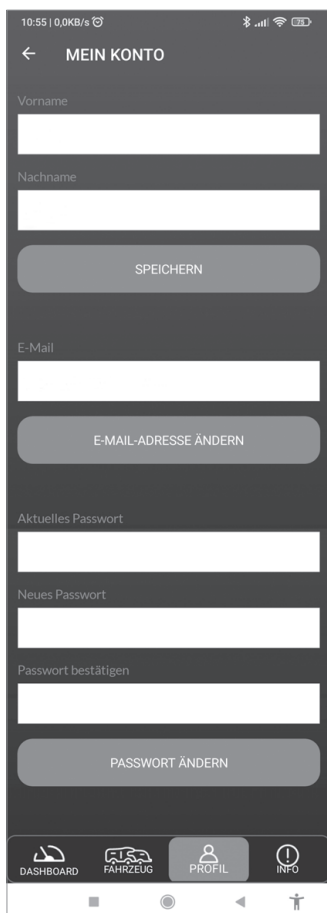 10:55 | 0,0KB/s
75
MEIN KONTO
Vorname
Nachname
SPEICHERN
E-Mail
E-MAIL-ADRESSE ÄNDERN
Aktuelles Passwort
Neues Passwort
Passwort bestätigen
PASSWORT ÄNDERN
DASHBOARD FAHRZEUG PROFIL INFO